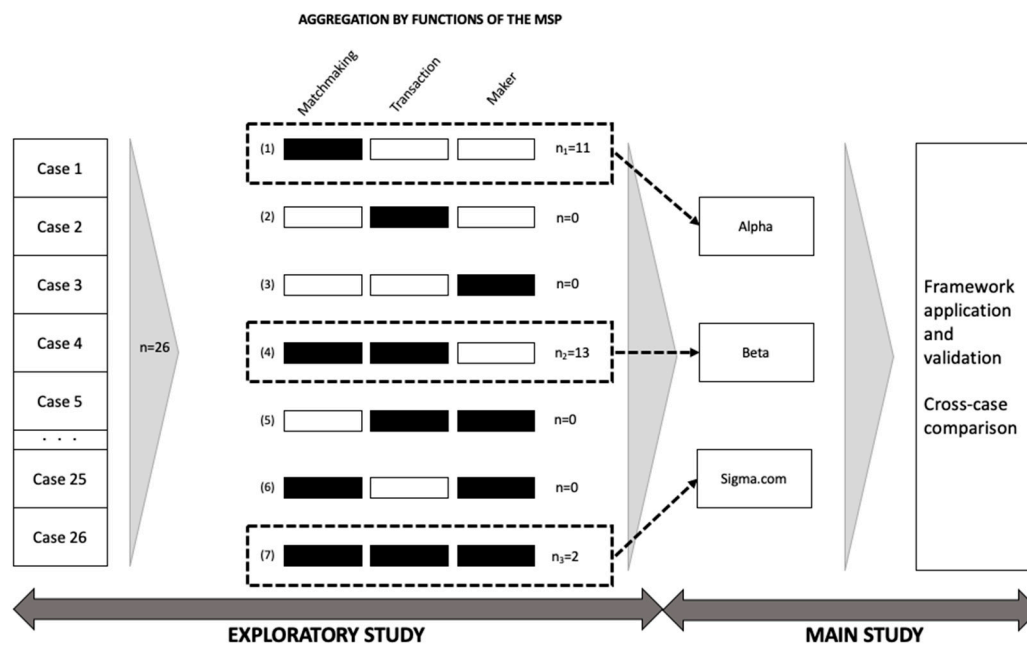 AGGREGATION BY FUNCTIONS OF THE MSP
Matchmaking
Transaction
Maker
Case 1
Case 2
Case 3
Case 4
Case 5
. . .
Case 25
Case 26
n=26
(1)
n₁=11
(2)
n=0
(3)
n=0
(4)
n₂=13
(5)
n=0
(6)
n=0
(7)
n₃=2
Alpha
Beta
Sigma.com
Framework
application
and
validation
Cross-case
comparison
EXPLORATORY STUDY
MAIN STUDY